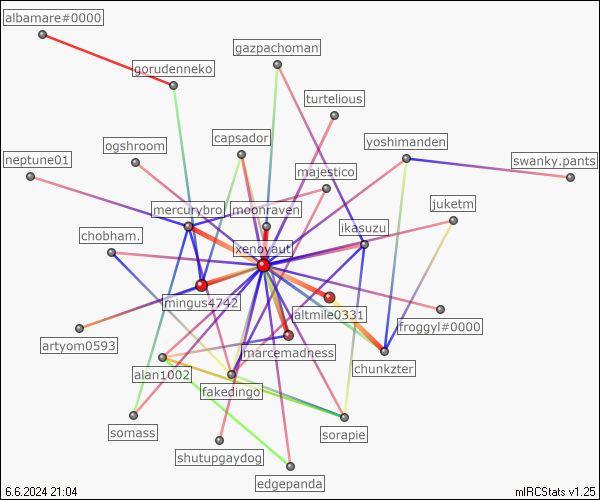 albamare#0000
gazpachoman
gorudenneko
turtelious
capsador
yoshimanden
ogshroom
neptune01
swanky.pants
majestico
mercurybro
moonraven
juketm
ikasuzu
chobham.
xenoyaut
mingus4742
altmile0331
froggyl#0000
artyom0593
marcemadness
chunkzter
alan1002
fakedingo
somass
sorapie
shutupgaydog
edgepanda
6.6.2024 21:04
mIRCStats v1.25